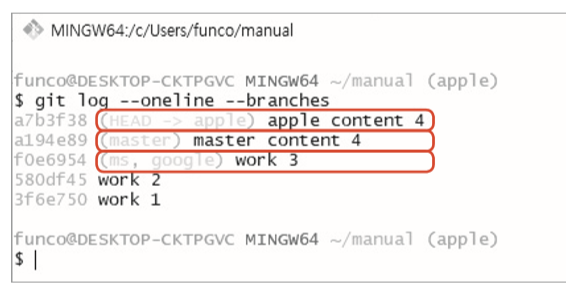 MINGW64:/c/Users/funco/manual
funco@DESKTOP-CKTPGVC MINGW64 ~/manual (apple)
$ git log --oneline --branches
a7b3f38 (HEAD -> apple) apple content 4
a194e89 (master) master content 4
f0e6954 (ms, google) work 3
580df45 work 2
3f6e750 work 1
funco@DESKTOP-CKTPGVC MINGW64 ~/manual (apple)
$